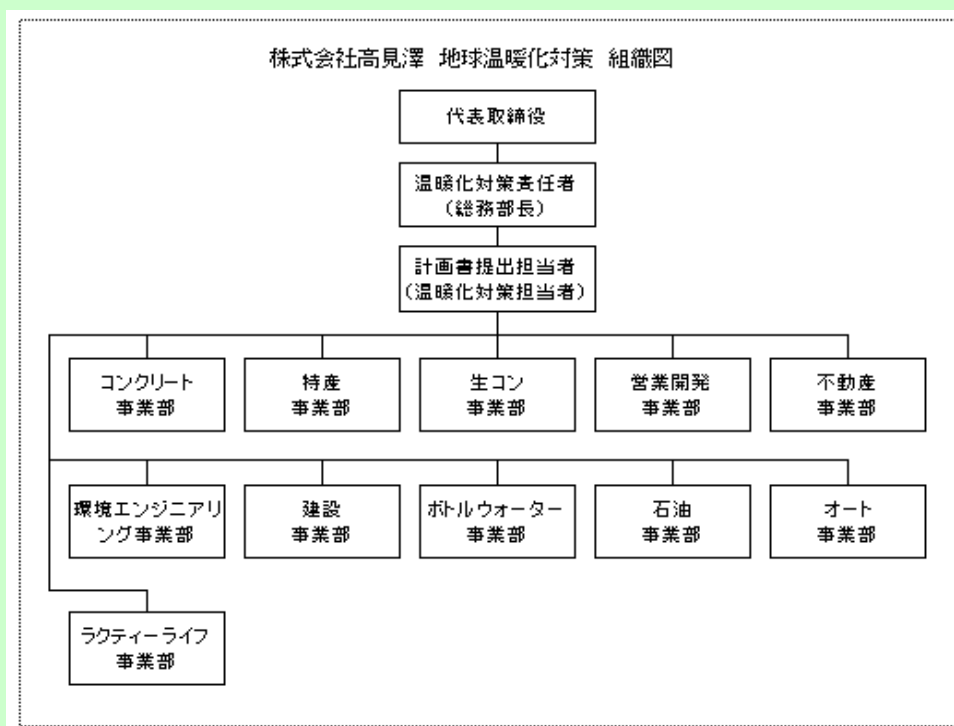 株式会社高見澤 地球温暖化対策 組織図
代表取締役
温暖化対策責任者
(総務部長)
計画書提出担当者
(温暖化対策担当者)
コンクリート
事業部
特産
事業部
生コン
事業部
営業開発
事業部
不動産
事業部
環境エンジニアリ
ング事業部
建設
事業部
ボトルウォーター
事業部
石油
事業部
オート
事業部
ラクティーライフ
事業部